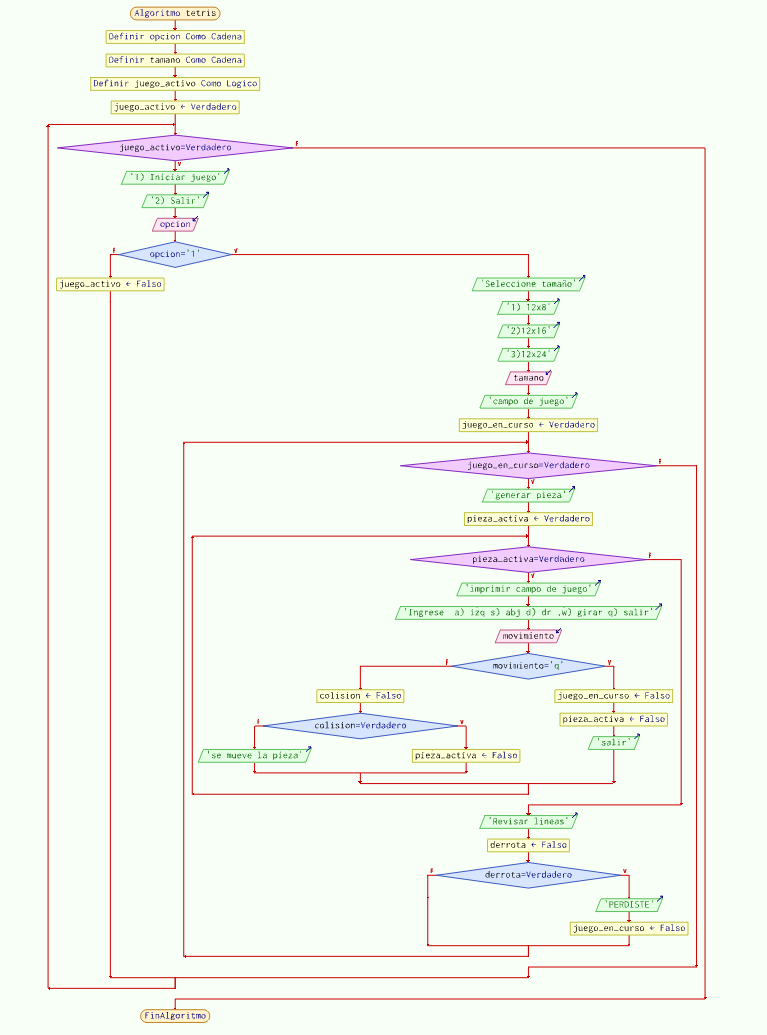 Algoritmo tetris
Definir opcion Como Cadena
Definir tamano Como Cadena
Definir juego_activo Como Logico
juego_activo ← Verdadero
juego_activo=Verdadero
F
V
'1) Iniciar juego'
'2) Salir'
opcion
opcion='1'
F
V
juego_activo ← Falso
'Seleccione tamaño'
'1) 12x8'
'2)12x16'
'3)12x24'
tamano
'campo de juego'
juego_en_curso ← Verdadero
juego_en_curso=Verdadero
F
V
'generar pieza'
pieza_activa ← Verdadero
pieza_activa=Verdadero
F
V
'imprimir campo de juego'
'Ingrese  a) izq s) abj d) dr ,w) girar q) salir'
movimiento
movimiento='q'
F
V
colision ← Falso
juego_en_curso ← Falso
colision=Verdadero
F
V
pieza_activa ← Falso
'salir'
'se mueve la pieza'
pieza_activa ← Falso
'Revisar lineas'
derrota ← Falso
derrota=Verdadero
F
V
'PERDISTE'
juego_en_curso ← Falso
FinAlgoritmo